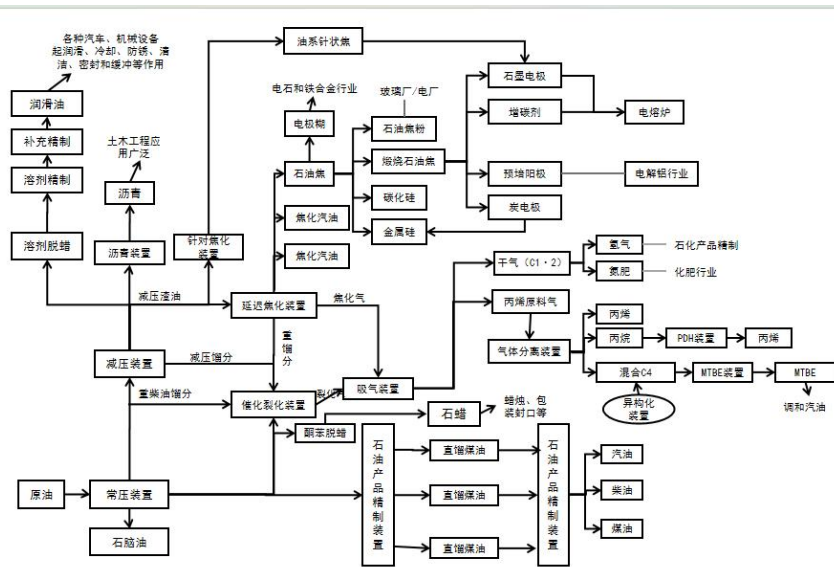 各种汽车、机械设备
起润滑、冷却、防锈、清
洁、密封和缓冲等作用
油系针状焦
润滑油
补充精制
溶剂精制
溶剂脱蜡
土木工程应
用广泛
沥青
沥青装置
针对焦化
装置
电石和铁合金行业
电极糊
石油焦
焦化汽油
焦化汽油
玻璃厂/电厂
石油焦粉
煅烧石油焦
碳化硅
金属硅
石墨电极
增碳剂
预培阳极
炭电极
电熔炉
电解铝行业
干气（C1·2）
氢气
石化产品精制
氮肥
化肥行业
减压渣油
延迟焦化装置
焦化气
丙烯原料气
气体分离装置
丙烯
丙烷
PDH装置
丙烯
混合C4
MTBE装置
MTBE
异构化
装置
调和汽油
减压装置
减压馏分
重
馏
分
重柴油馏分
催化裂化装置
裂化
吸气装置
酮苯脱蜡
石蜡
蜡烛、包
装封口等
原油
常压装置
石脑油
石油产品精制装置
直馏煤油
直馏煤油
直馏煤油
石油产品精制装置
汽油
柴油
煤油